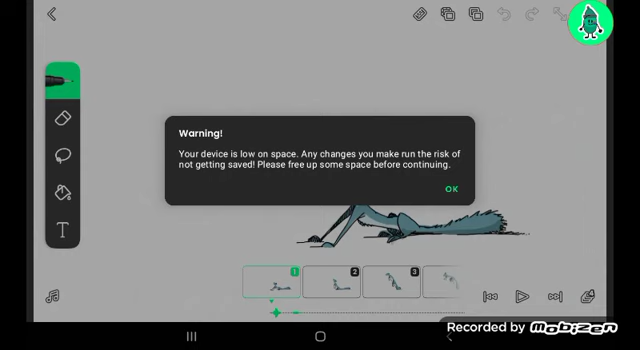 Warning!
Your device is low on space. Any changes you make run the risk of
not getting saved! Please free up some space before continuing.
OK
T
1
2
3
Recorded by mobizen